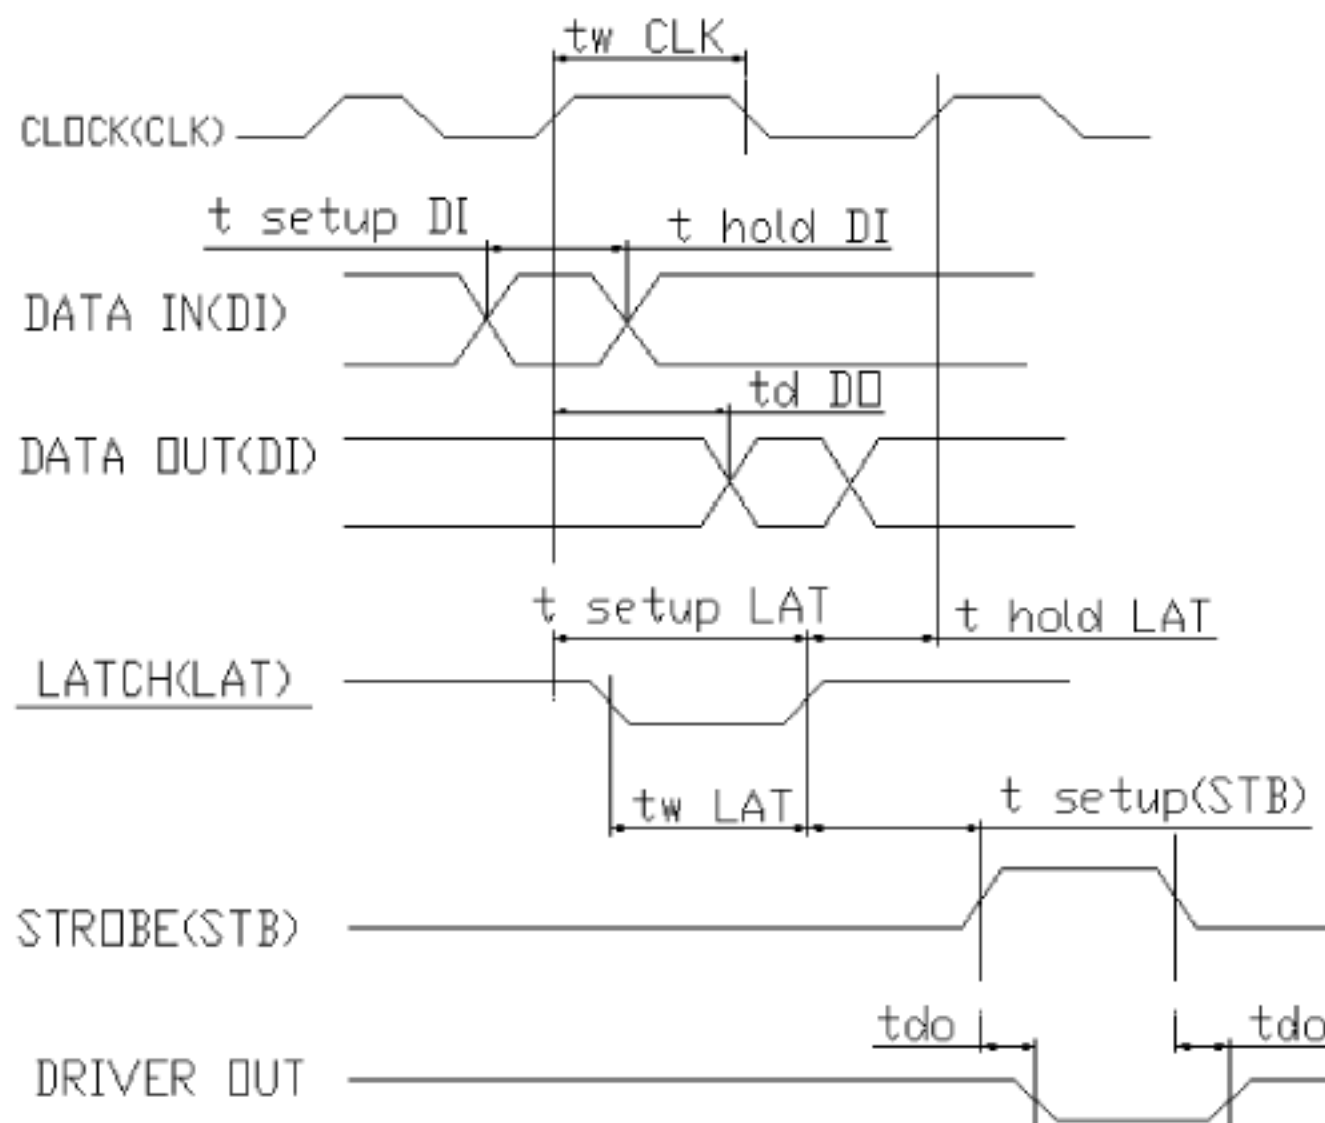 tw CLK
CLOCK(CLK)
t setup DI
t hold DI
DATA IN(DI)
td DO
DATA OUT(DI)
t setup LAT
t hold LAT
LATCH(LAT)
t setup(STB)
tw LAT
STROBE(STB)
tdo
tdo
DRIVER OUT